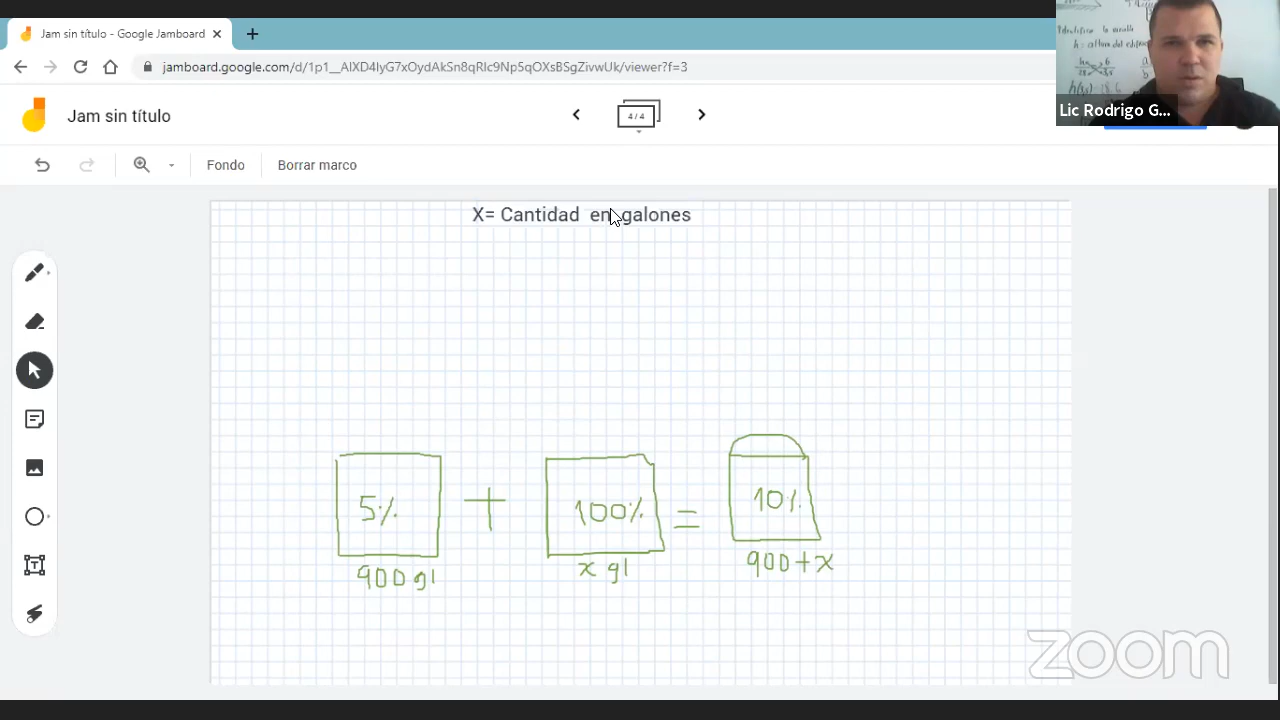 Jam sin título - Google Jamboard
jamboard.google.com/d/1p1__AlXD4lyG7xOydAkSn8qRlc9Np5qOXsBSgZivwUk/viewer?f=3
Jam sin título
4 / 4
Lic Rodrigo G...
Fondo
Borrar marco
X= Cantidad en galones
5% + 100% = 10%
900 gl x gl 900+x
zoom